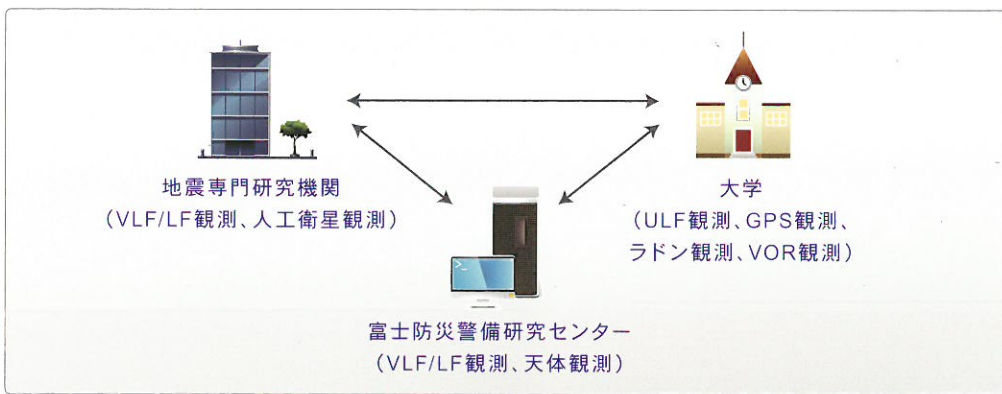 地震専門研究機関
（VLF/LF観測、人工衛星観測）
大学
（ULF観測、GPS観測、
ラドン観測、VOR観測）
富士防災警備研究センター
（VLF/LF観測、天体観測）